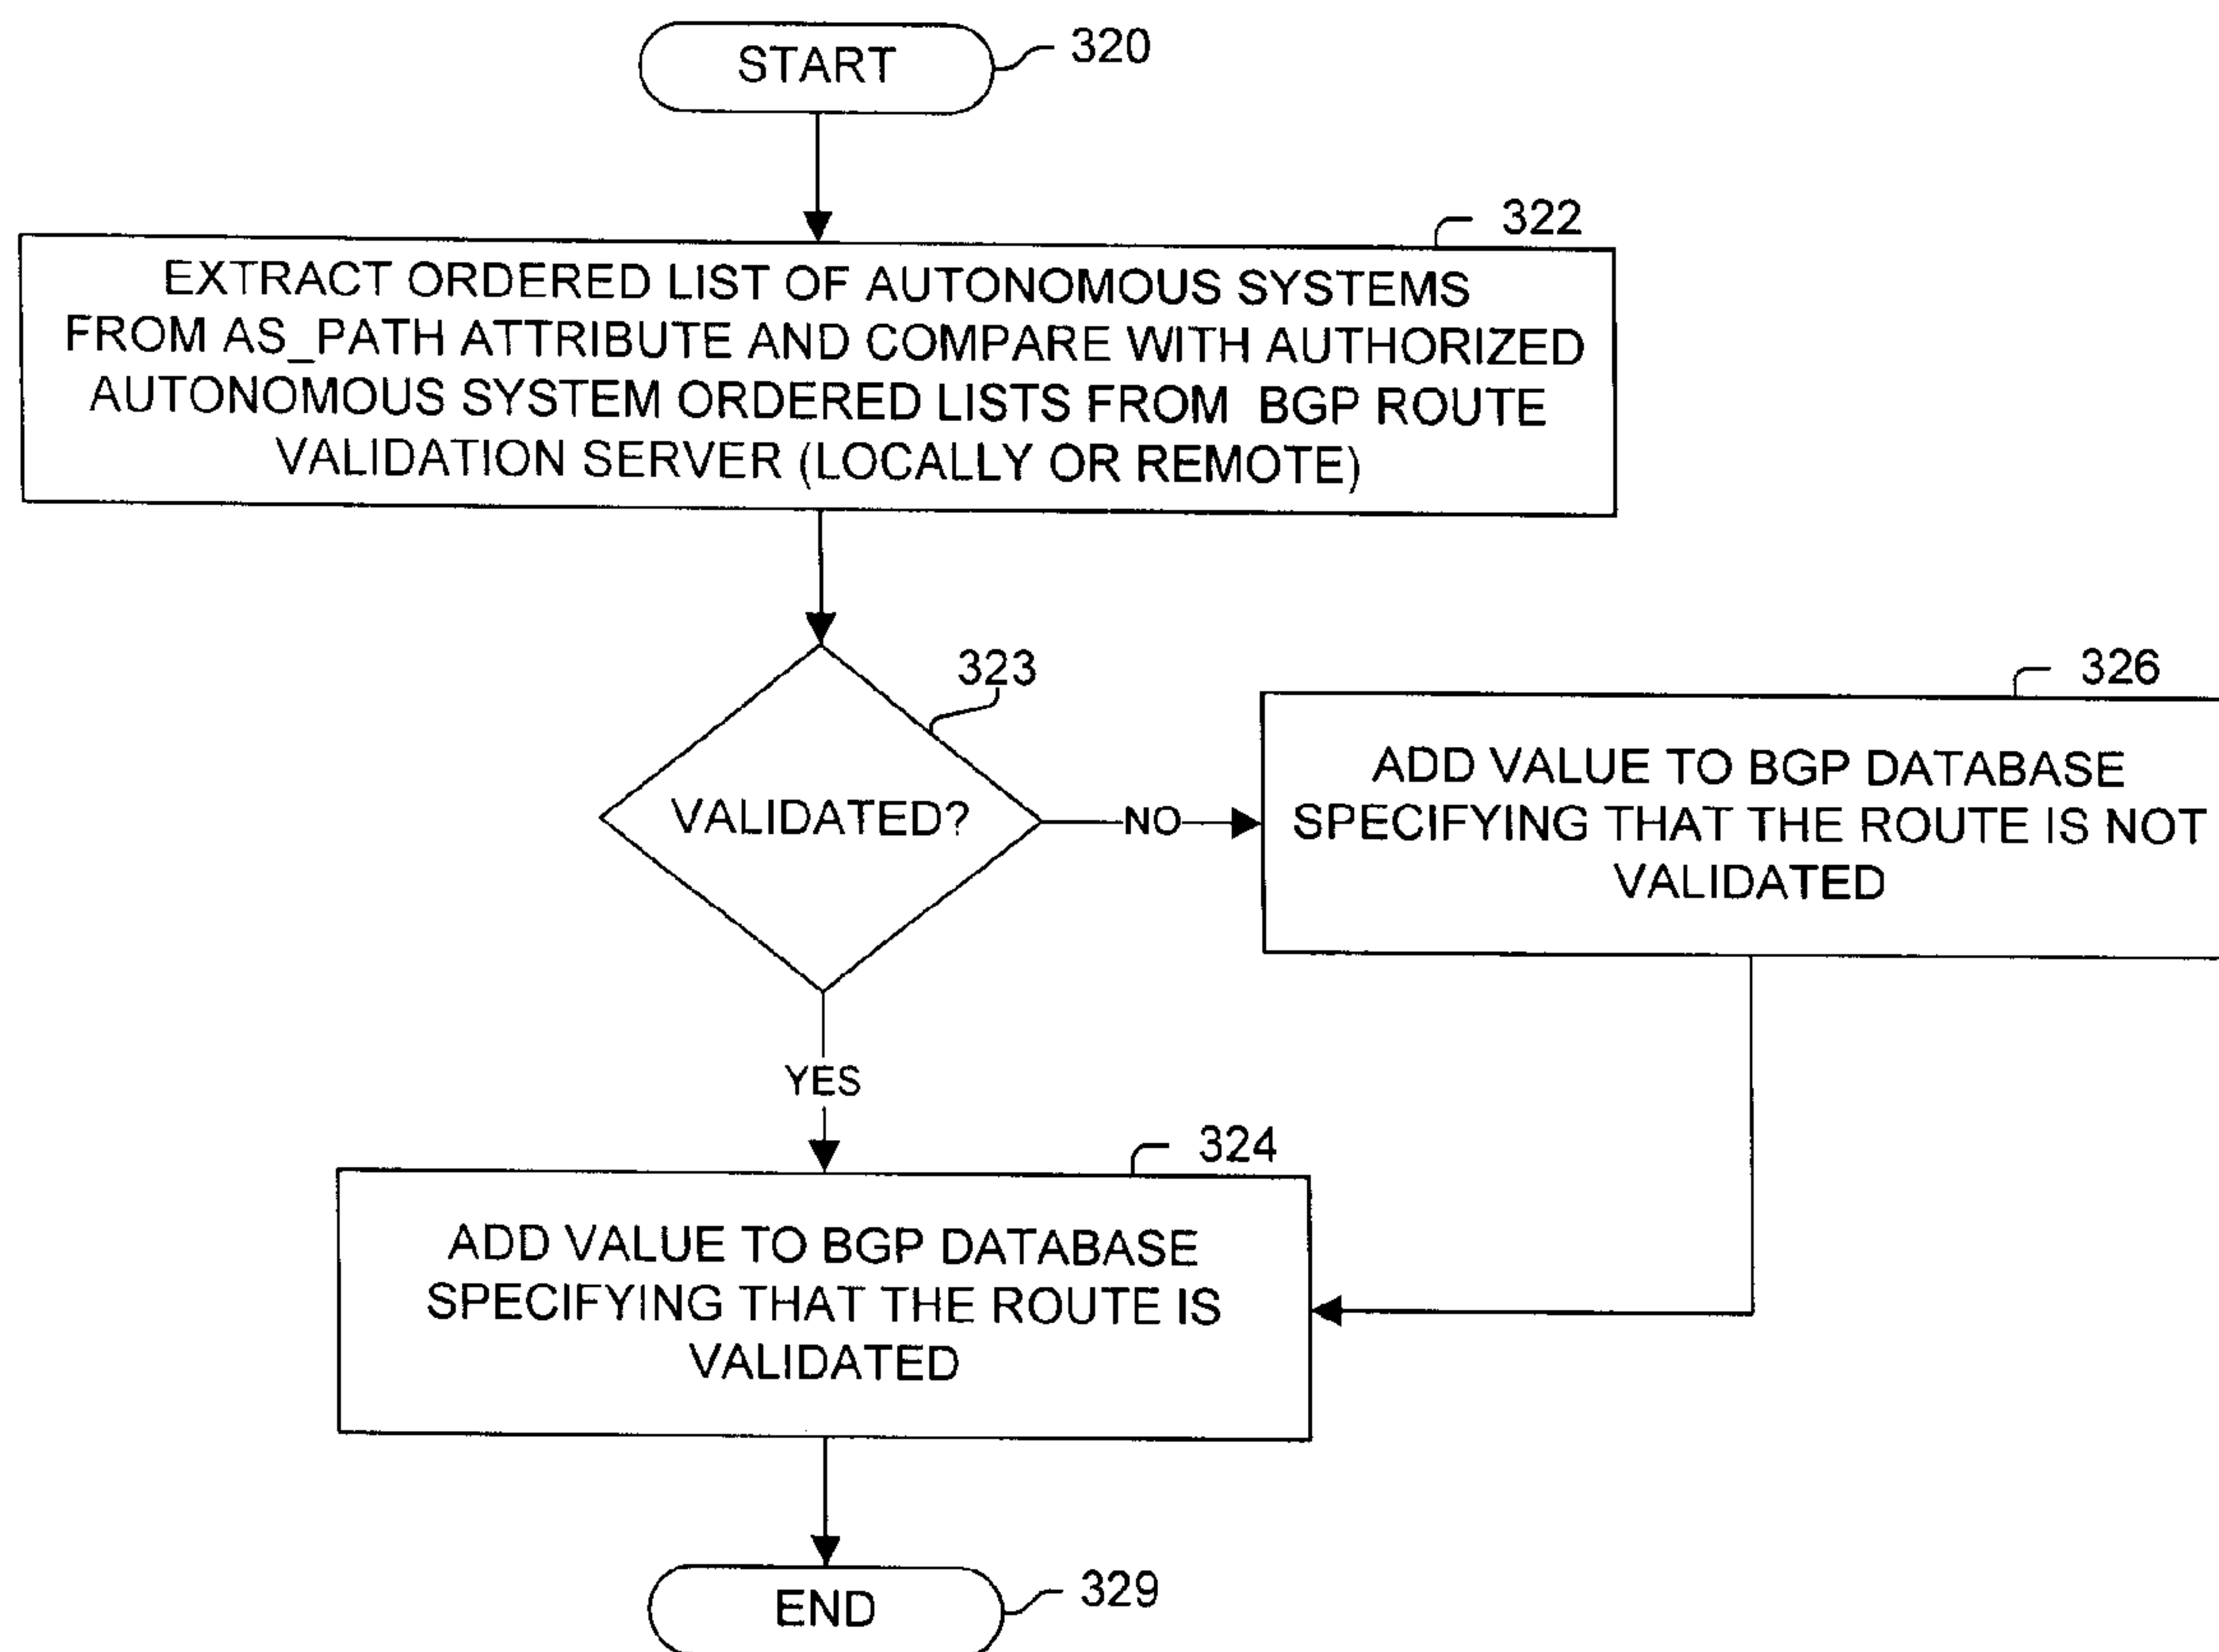 START
320
322
EXTRACT ORDERED LIST OF AUTONOMOUS SYSTEMS
FROM AS_PATH ATTRIBUTE AND COMPARE WITH AUTHORIZED
AUTONOMOUS SYSTEM ORDERED LISTS FROM BGP ROUTE
VALIDATION SERVER (LOCALLY OR REMOTE)
323
VALIDATED?
NO
326
ADD VALUE TO BGP DATABASE
SPECIFYING THAT THE ROUTE IS NOT
VALIDATED
YES
324
ADD VALUE TO BGP DATABASE
SPECIFYING THAT THE ROUTE IS
VALIDATED
END
329